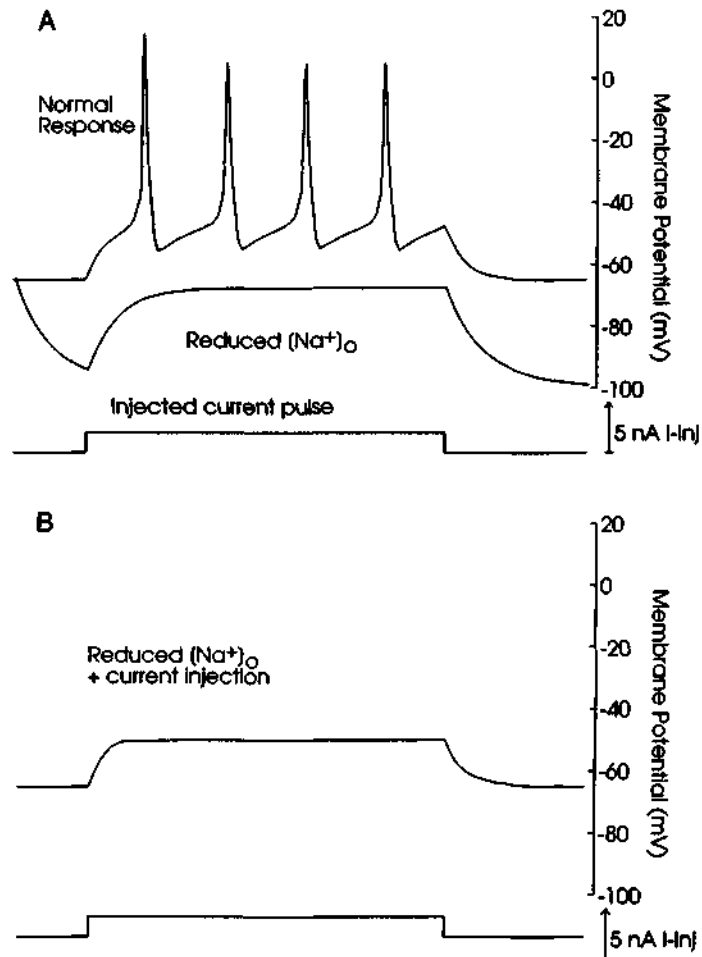 A
Normal
Response
Reduced (Na+)O
Injected current pulse
20
0
-20
-40
-60
-80
-100
Membrane Potential (mV)
5 nA I-Inj
B
Reduced (Na+)O
+ current injection
20
0
-20
-40
-60
-80
-100
Membrane Potential (mV)
5 nA I-Inj